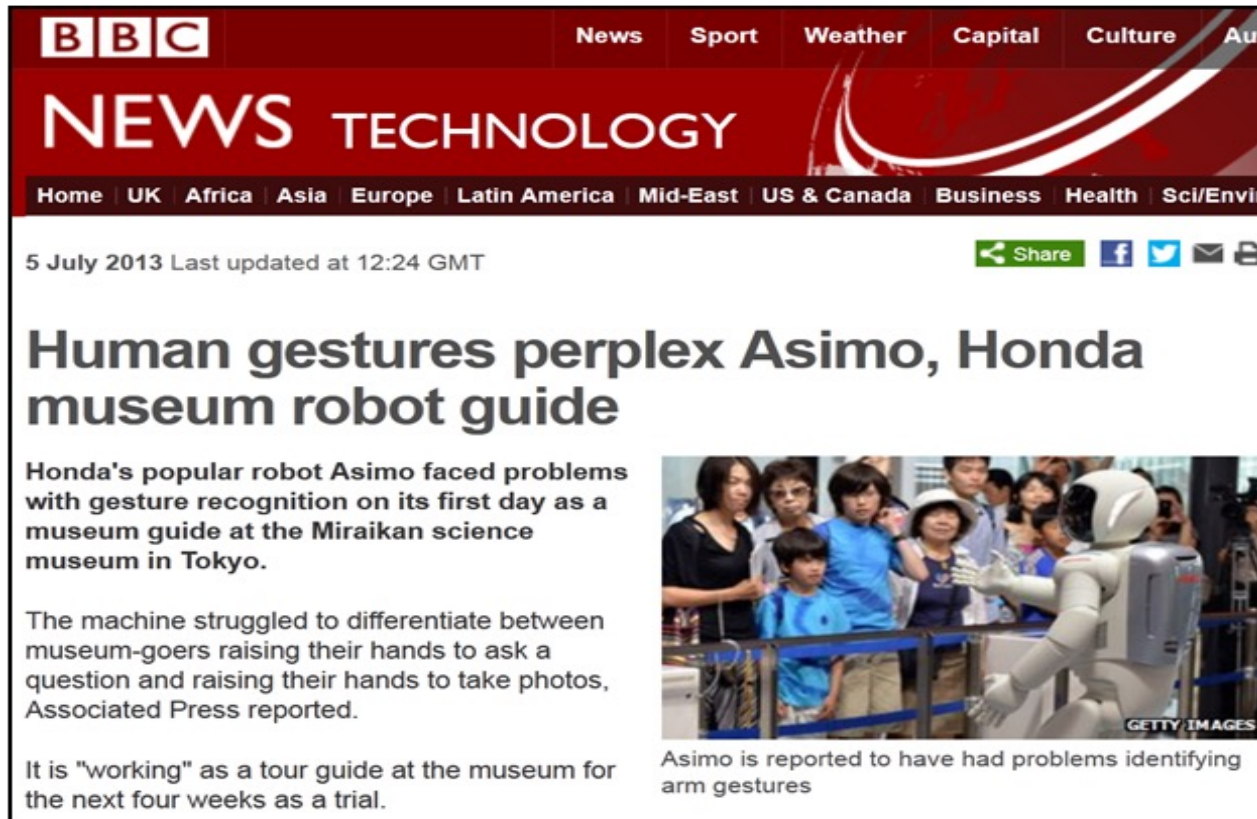 BBC
News Sport Weather Capital Culture
NEWS TECHNOLOGY
Home UK Africa Asia Europe Latin America Mid-East US & Canada Business Health
5 July 2013 Last updated at 12:24 GMT
Share
Human gestures perplex Asimo, Honda
museum robot guide
Honda's popular robot Asimo faced problems
with gesture recognition on its first day as a
museum guide at the Miraikan science
museum in Tokyo.
The machine struggled to differentiate between
museum-goers raising their hands to ask a
question and raising their hands to take photos,
Associated Press reported.
It is "working" as a tour guide at the museum for
the next four weeks as a trial.
GETTY IMAGES
Asimo is reported to have had problems identifying
arm gestures